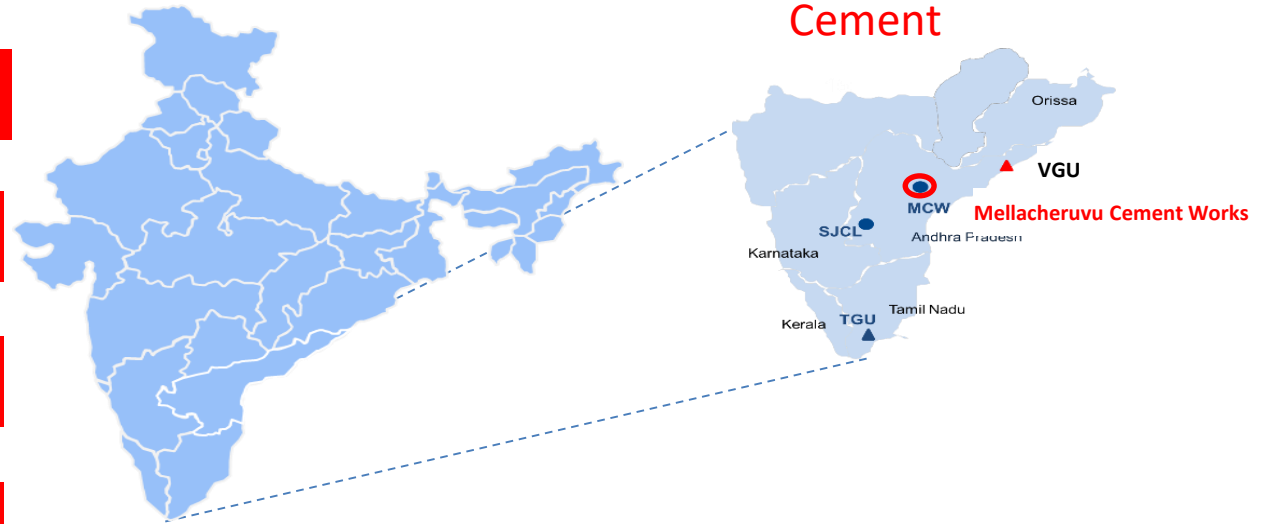 Cement
Orissa
VGU
MCW
Mellacheruvu Cement Works
SJCL
Andhra Pradesh
Karnataka
Tamil Nadu
TGU
Kerala